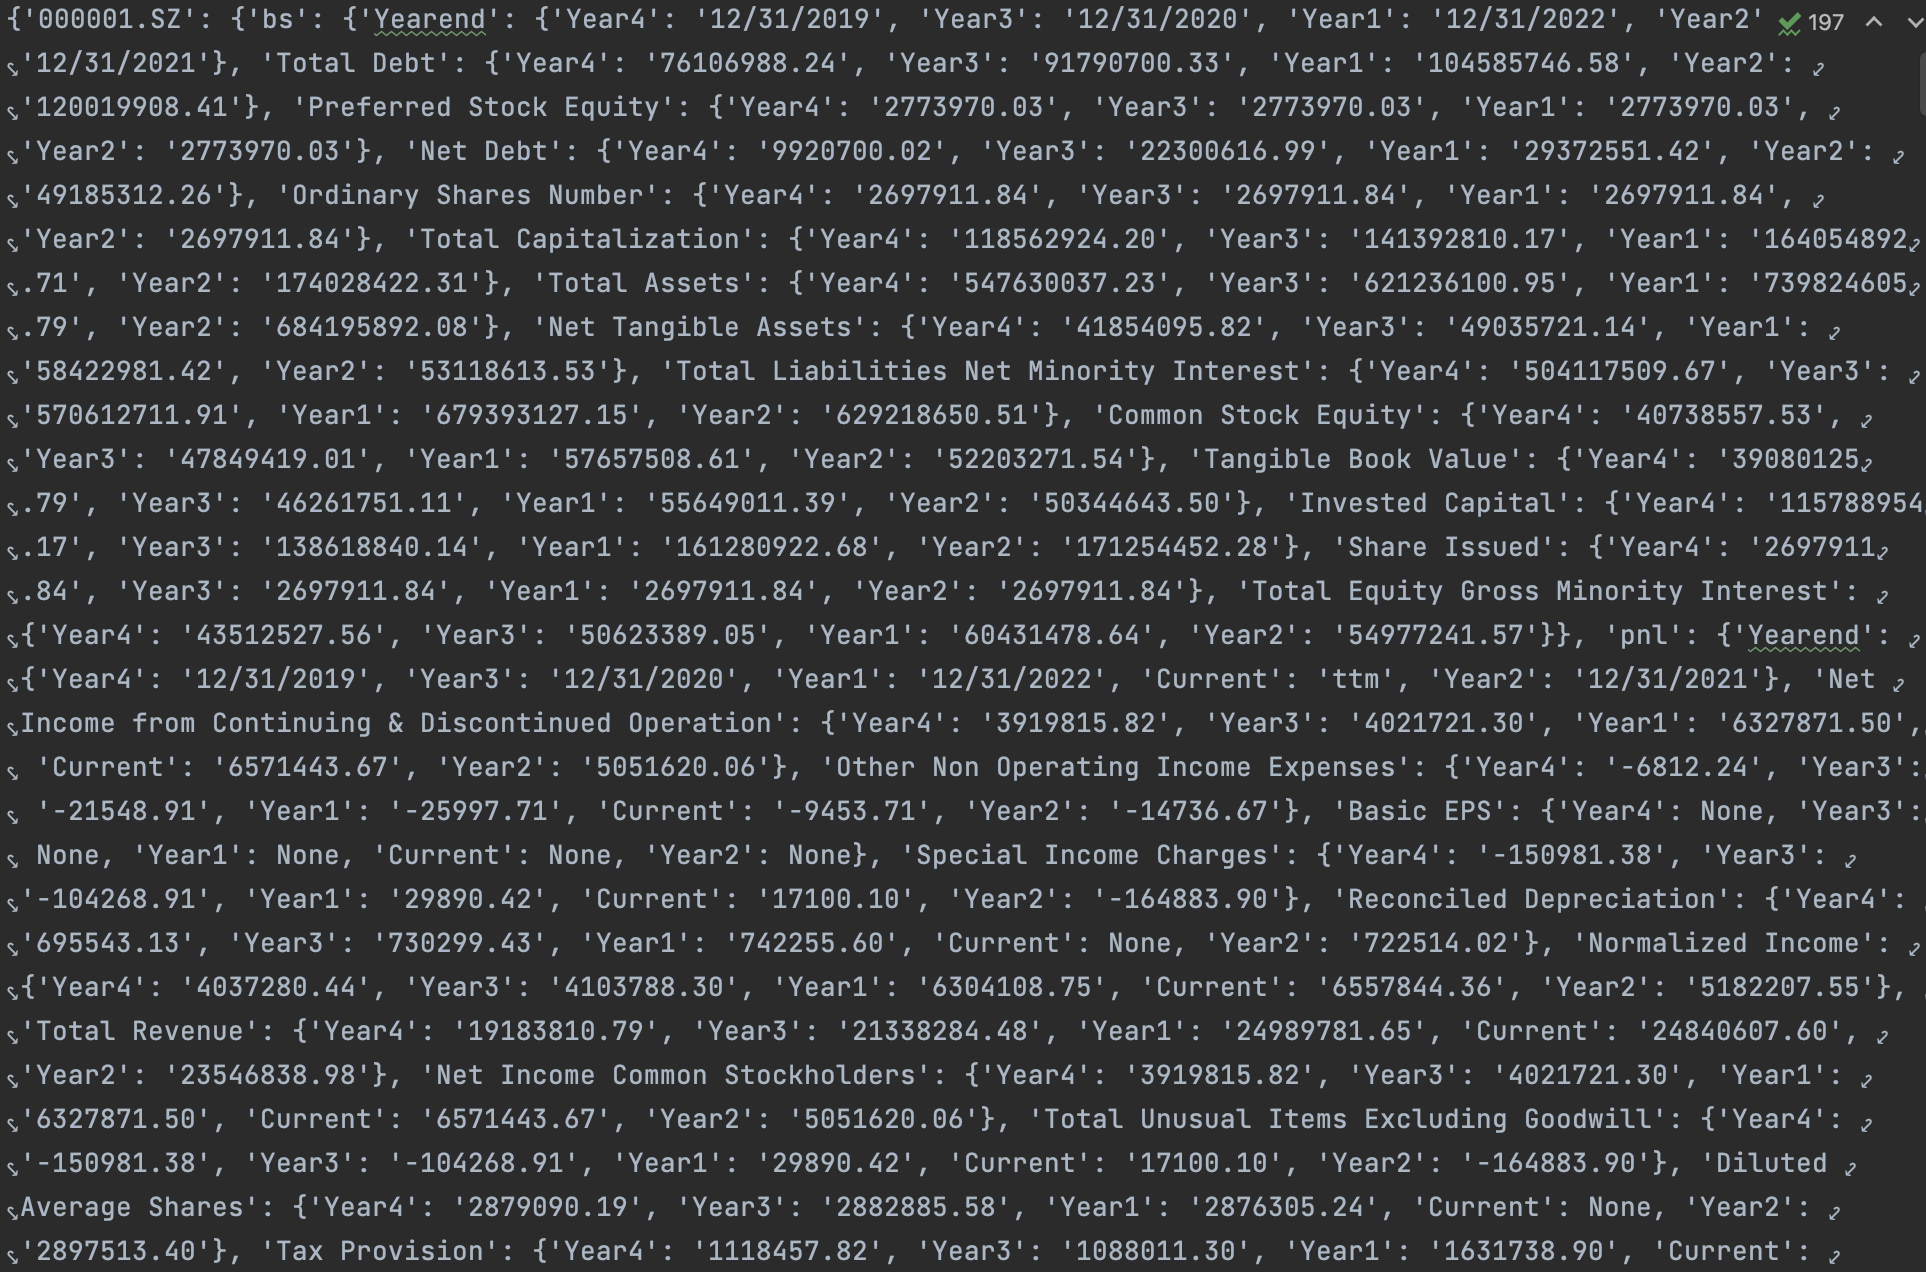 {'000001.SZ': {'bs': {'Yearend': {'Year4': '12/31/2019', 'Year3': '12/31/2020', 'Year1': '12/31/2022', 'Year2' 197
'12/31/2021'}, 'Total Debt': {'Year4': '76106988.24', 'Year3': '91790700.33', 'Year1': '104585746.58', 'Year2':
'120019908.41'}, 'Preferred Stock Equity': {'Year4': '2773970.03', 'Year3': '2773970.03', 'Year1': '2773970.03',
'Year2': '2773970.03'}, 'Net Debt': {'Year4': '9920700.02', 'Year3': '22300616.99', 'Year1': '29372551.42', 'Year2':
'49185312.26'}, 'Ordinary Shares Number': {'Year4': '2697911.84', 'Year3': '2697911.84', 'Year1': '2697911.84',
'Year2': '2697911.84'}, 'Total Capitalization': {'Year4': '118562924.20', 'Year3': '141392810.17', 'Year1': '164054892
.71', 'Year2': '174028422.31'}, 'Total Assets': {'Year4': '547630037.23', 'Year3': '621236100.95', 'Year1': '739824605
.79', 'Year2': '684195892.08'}, 'Net Tangible Assets': {'Year4': '41854095.82', 'Year3': '49035721.14', 'Year1':
'58422981.42', 'Year2': '53118613.53'}, 'Total Liabilities Net Minority Interest': {'Year4': '504117509.67', 'Year3':
'570612711.91', 'Year1': '679393127.15', 'Year2': '629218650.51'}, 'Common Stock Equity': {'Year4': '40738557.53',
'Year3': '47849419.01', 'Year1': '57657508.61', 'Year2': '52203271.54'}, 'Tangible Book Value': {'Year4': '39080125
.79', 'Year3': '46261751.11', 'Year1': '55649011.39', 'Year2': '50344643.50'}, 'Invested Capital': {'Year4': '115788954
.17', 'Year3': '138618840.14', 'Year1': '161280922.68', 'Year2': '171254452.28'}, 'Share Issued': {'Year4': '2697911
.84', 'Year3': '2697911.84', 'Year1': '2697911.84', 'Year2': '2697911.84'}, 'Total Equity Gross Minority Interest':
{'Year4': '43512527.56', 'Year3': '50623389.05', 'Year1': '60431478.64', 'Year2': '54977241.57'}}, 'pnl': {'Yearend':
{'Year4': '12/31/2019', 'Year3': '12/31/2020', 'Year1': '12/31/2022', 'Current': 'ttm', 'Year2': '12/31/2021'}, 'Net
Income from Continuing & Discontinued Operation': {'Year4': '3919815.82', 'Year3': '4021721.30', 'Year1': '6327871.50',
'Current': '6571443.67', 'Year2': '5051620.06'}, 'Other Non Operating Income Expenses': {'Year4': '-6812.24', 'Year3':
'-21548.91', 'Year1': '-25997.71', 'Current': '-9453.71', 'Year2': '-14736.67'}, 'Basic EPS': {'Year4': None, 'Year3':
None, 'Year1': None, 'Current': None, 'Year2': None}, 'Special Income Charges': {'Year4': '-150981.38', 'Year3':
'-104268.91', 'Year1': '29890.42', 'Current': '17100.10', 'Year2': '-164883.90'}, 'Reconciled Depreciation': {'Year4':
'695543.13', 'Year3': '730299.43', 'Year1': '742255.60', 'Current': None, 'Year2': '722514.02'}, 'Normalized Income':
{'Year4': '4037280.44', 'Year3': '4103788.30', 'Year1': '6304108.75', 'Current': '6557844.36', 'Year2': '5182207.55'},
'Total Revenue': {'Year4': '19183810.79', 'Year3': '21338284.48', 'Year1': '24989781.65', 'Current': '24840607.60',
'Year2': '23546838.98'}, 'Net Income Common Stockholders': {'Year4': '3919815.82', 'Year3': '4021721.30', 'Year1':
'6327871.50', 'Current': '6571443.67', 'Year2': '5051620.06'}, 'Total Unusual Items Excluding Goodwill': {'Year4':
'-150981.38', 'Year3': '-104268.91', 'Year1': '29890.42', 'Current': '17100.10', 'Year2': '-164883.90'}, 'Diluted
Average Shares': {'Year4': '2879090.19', 'Year3': '2882885.58', 'Year1': '2876305.24', 'Current': None, 'Year2':
'2897513.40'}, 'Tax Provision': {'Year4': '1118457.82', 'Year3': '1088011.30', 'Year1': '1631738.90', 'Current':